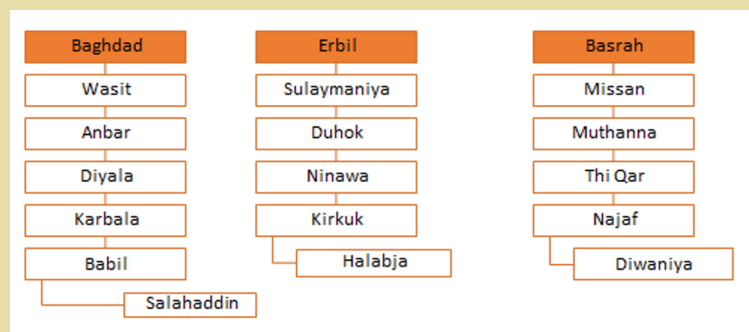 Baghdad
Wasit
Anbar
Diyala
Karbala
Babil
Salahaddin
Erbil
Sulaymaniya
Duhok
Ninawa
Kirkuk
Halabja
Basrah
Missan
Muthanna
Thi Qar
Najaf
Diwaniya